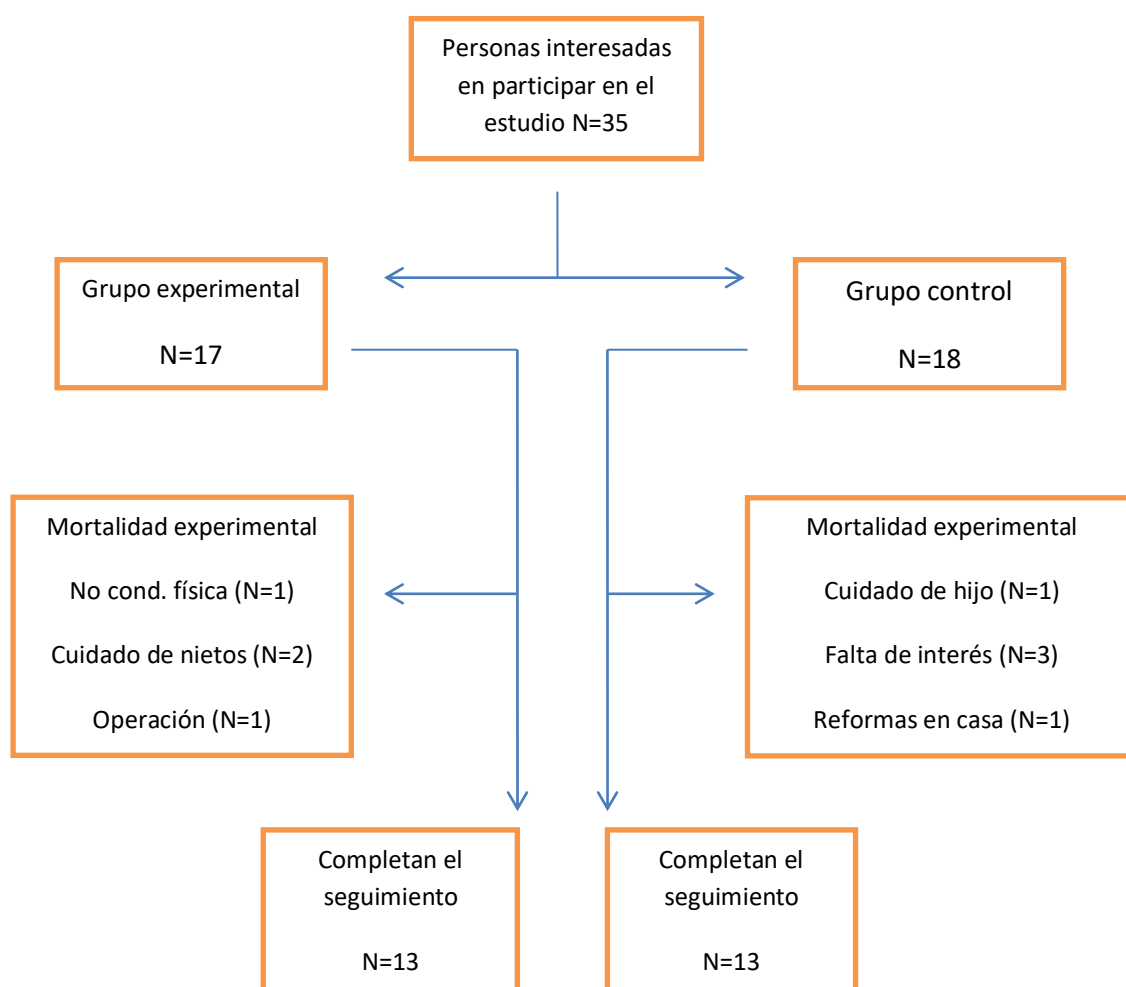 Personas interesadas
en participar en el
estudio N=35
Grupo experimental
N=17
Grupo control
N=18
Mortalidad experimental
No cond. física (N=1)
Cuidado de nietos (N=2)
Operación (N=1)
Mortalidad experimental
Cuidado de hijo (N=1)
Falta de interés (N=3)
Reformas en casa (N=1)
Completan el
seguimiento
N=13
Completan el
seguimiento
N=13